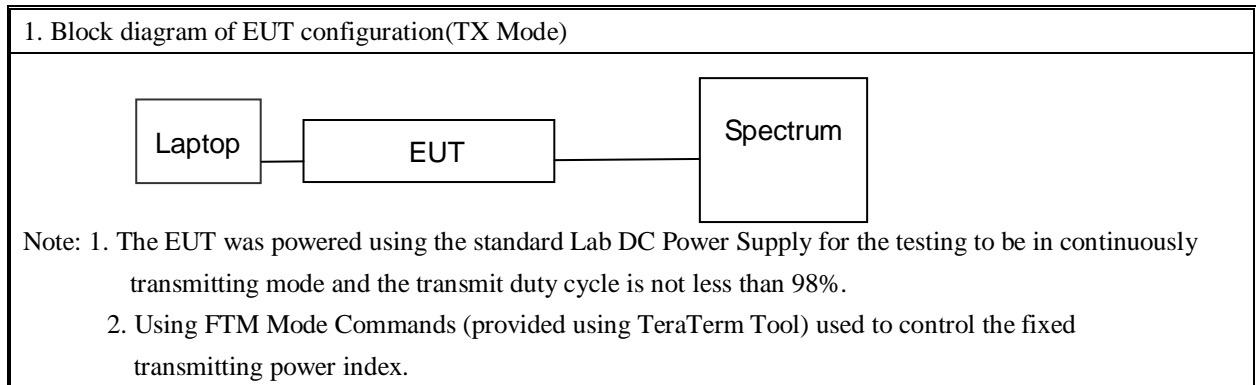 1. Block diagram of EUT configuration(TX Mode)
Laptop
EUT
Spectrum
Note: 1. The EUT was powered using the standard Lab DC Power Supply for the testing to be in continuously
transmitting mode and the transmit duty cycle is not less than 98%.
2. Using FTM Mode Commands (provided using TeraTerm Tool) used to control the fixed
transmitting power index.